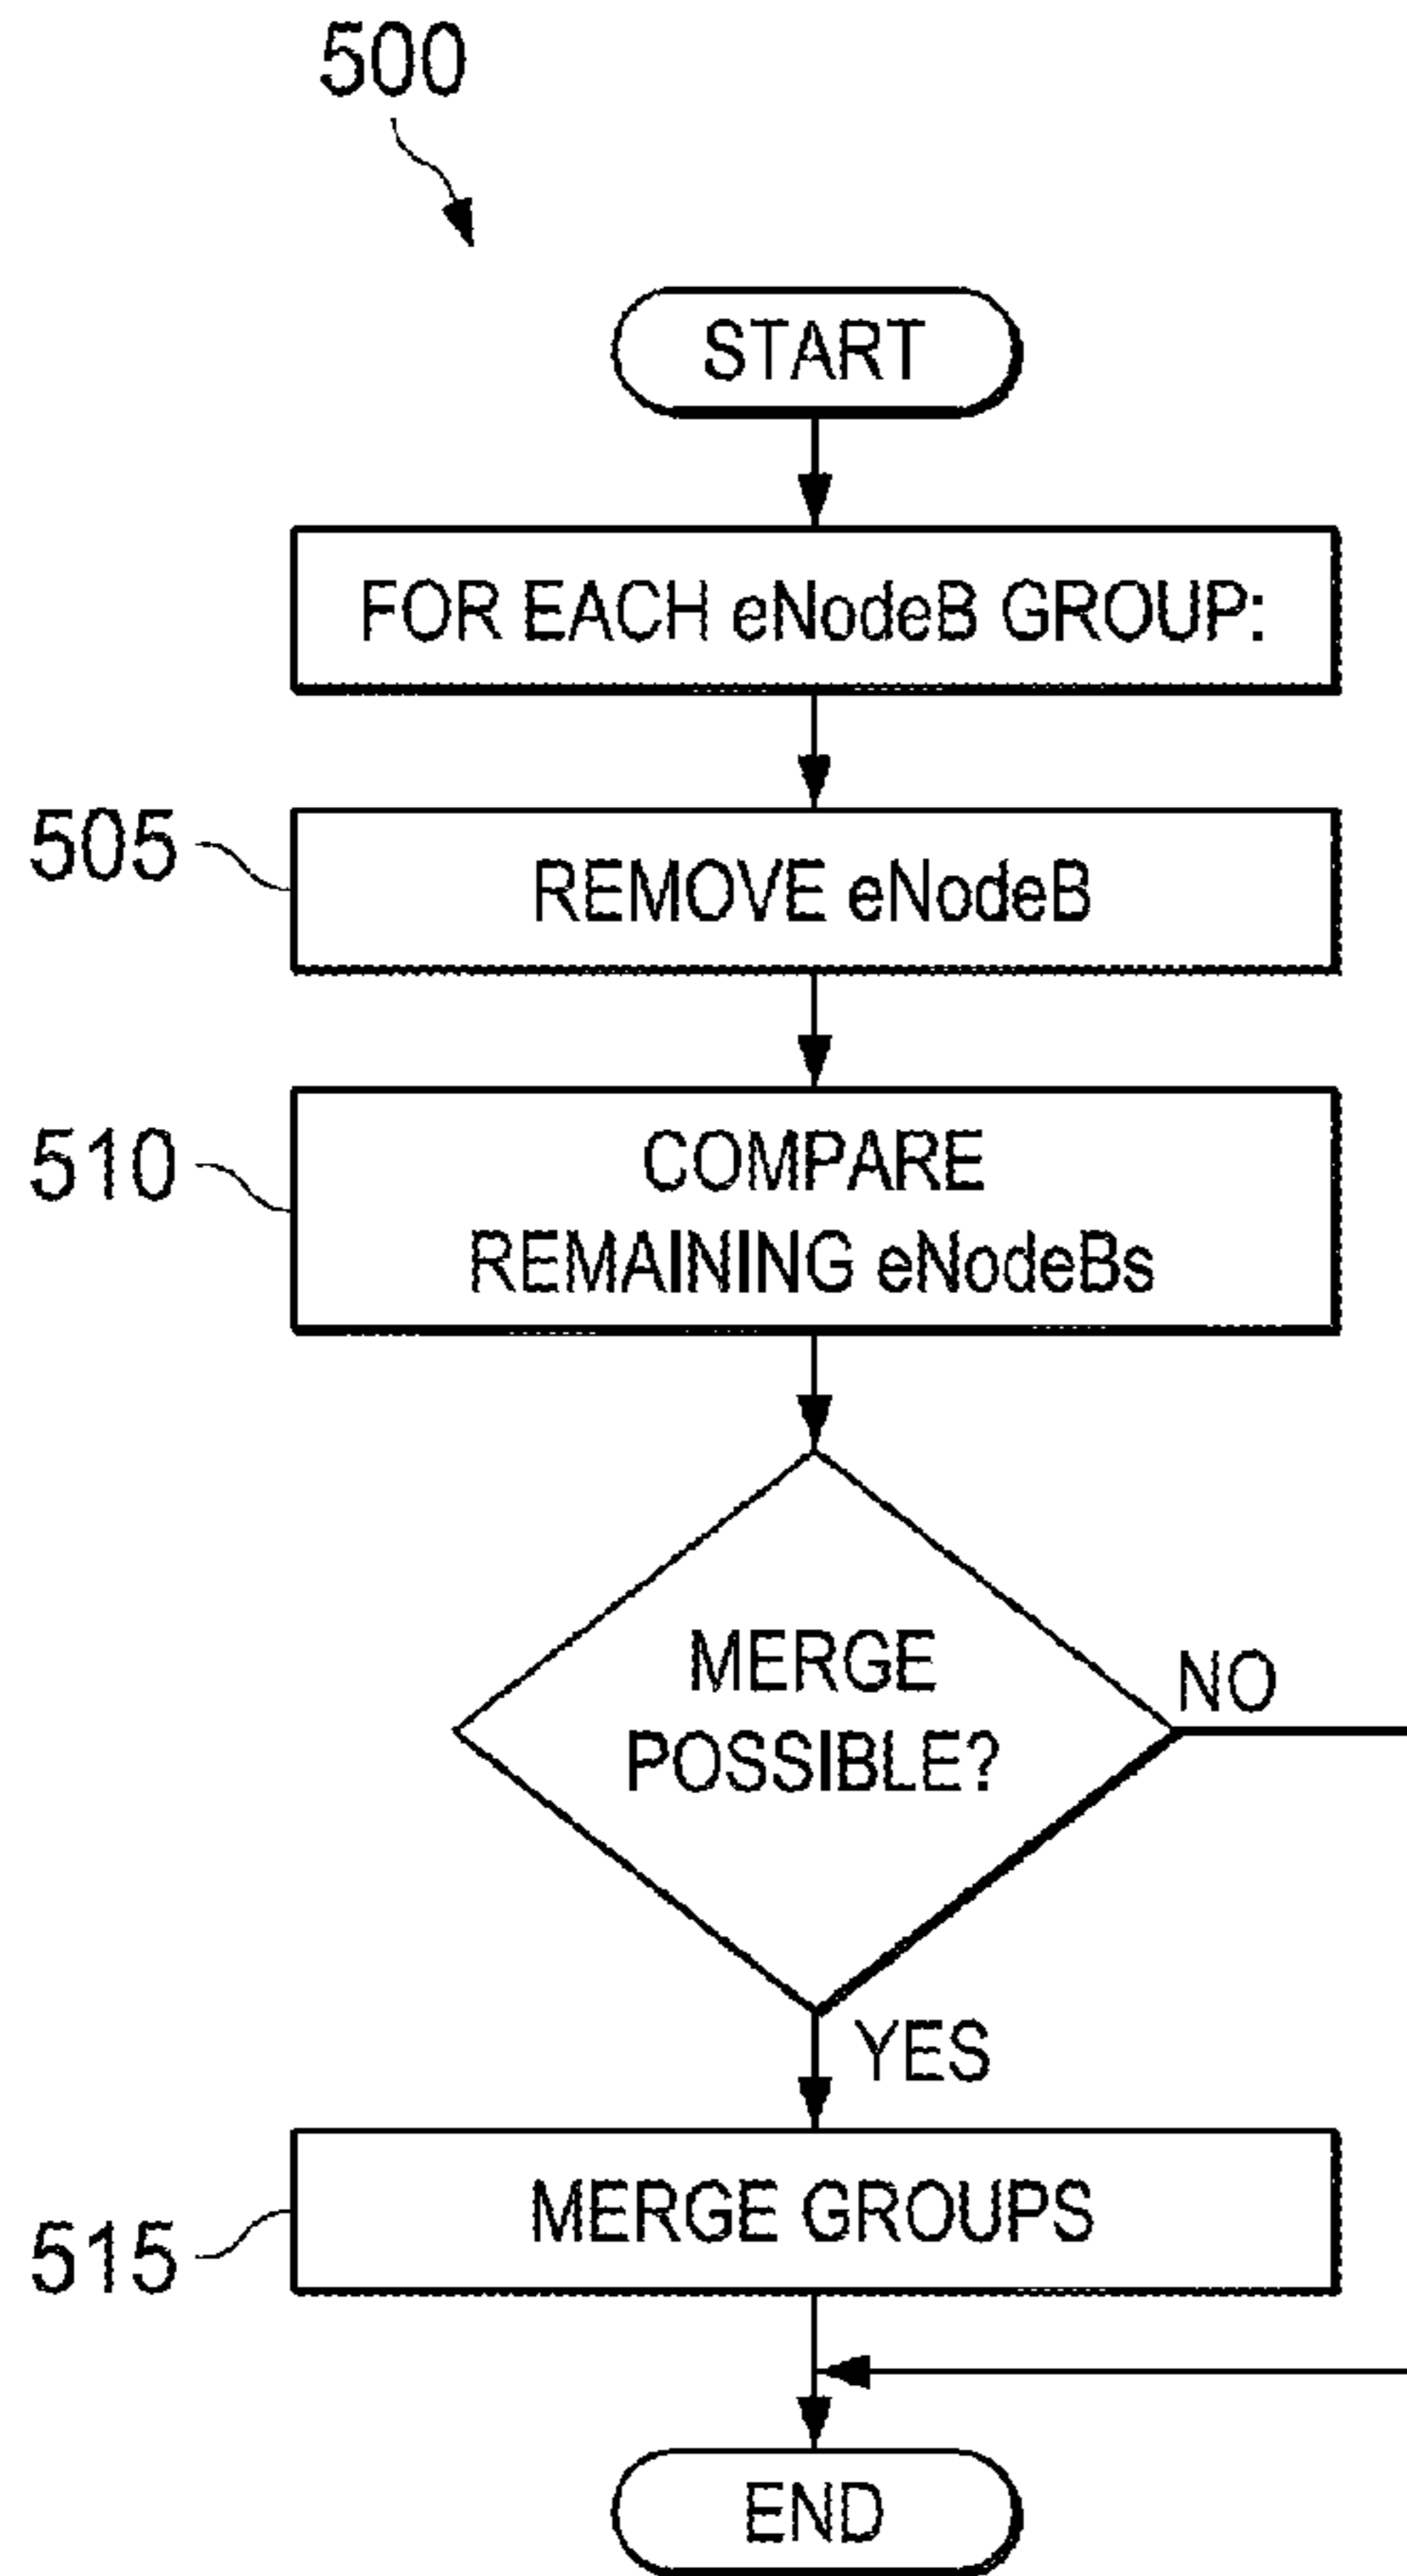 500
START
FOR EACH eNodeB GROUP:
505
REMOVE eNodeB
510
COMPARE
REMAINING eNodeBs
MERGE
POSSIBLE?
NO
YES
MERGE GROUPS
515
END